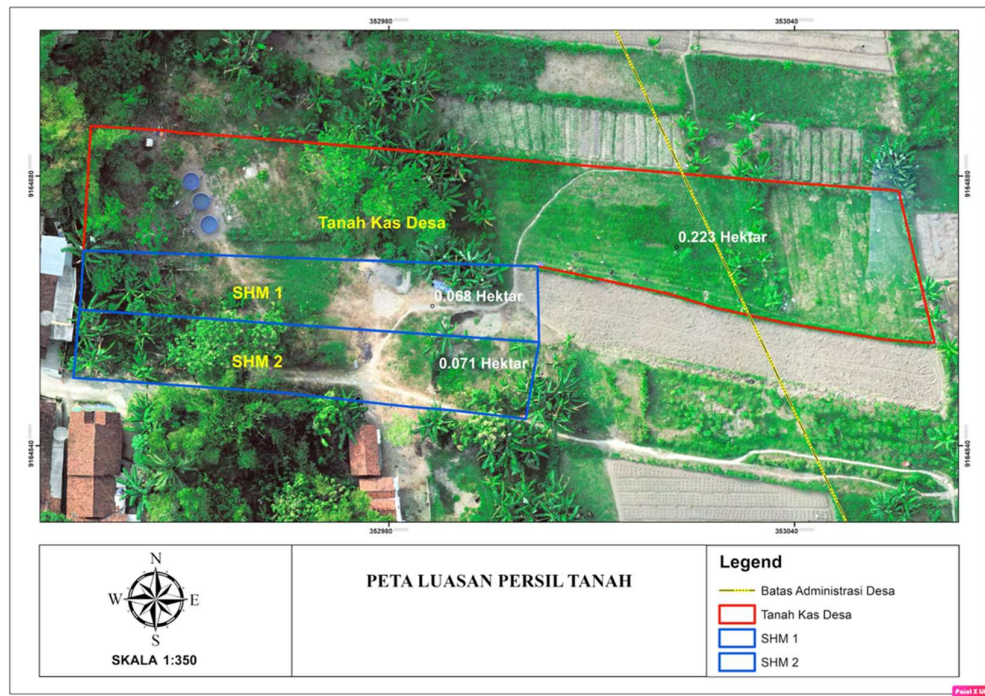 352980
353040
9164880
9164880
Tanah Kas Desa
0.223 Hektar
SHM 1
0.068 Hektar
SHM 2
0.071 Hektar
9164840
9164840
352980
353040
N
W
E
S
SKALA 1:350
PETA LUASAN PERSIL TANAH
Legend
Batas Administrasi Desa
Tanah Kas Desa
SHM 1
SHM 2